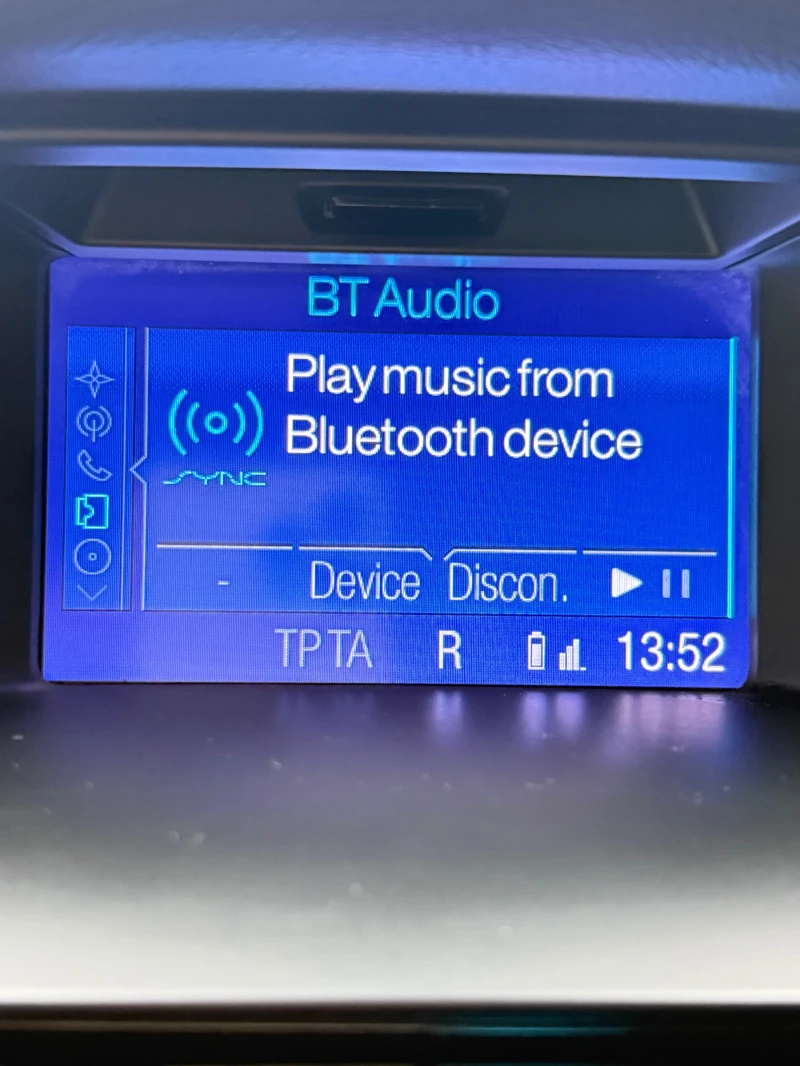 BT Audio
Play music from
Bluetooth device
SYNC
- Device Discon.
TP TA R 13:52